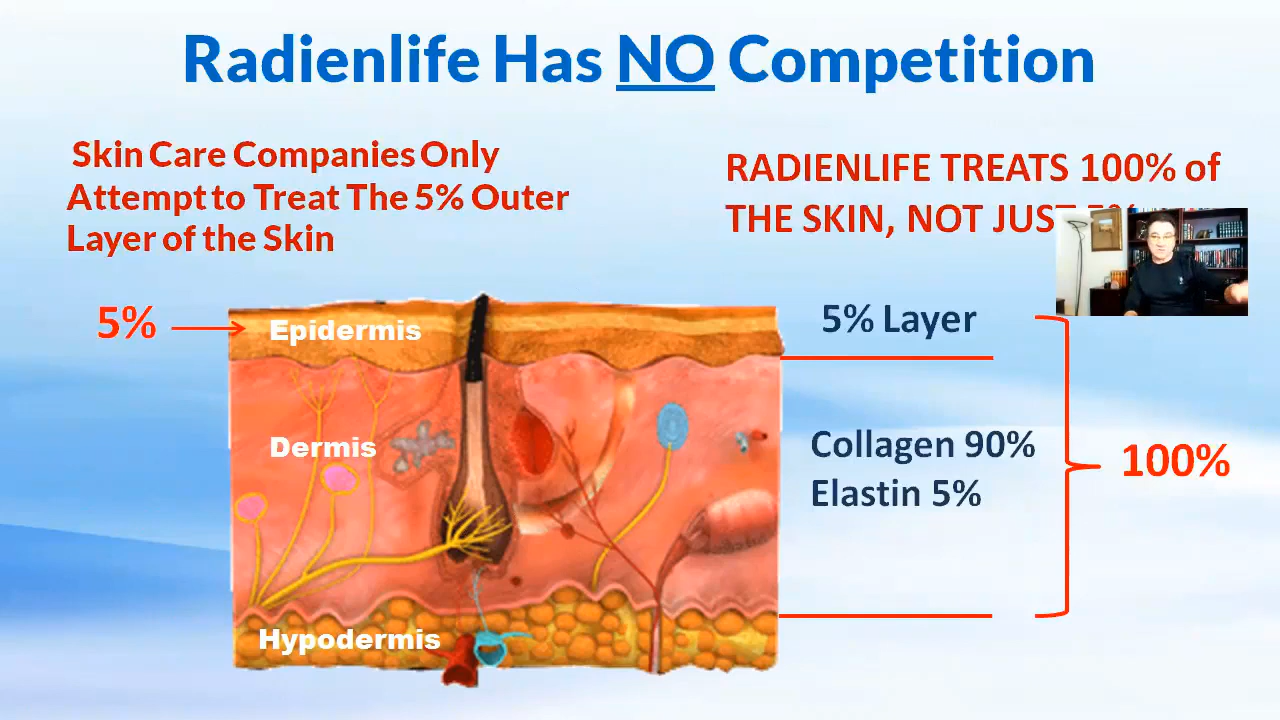 Radienlife Has NO Competition
Skin Care Companies Only
Attempt to Treat The 5% Outer
Layer of the Skin
RADIENLIFE TREATS 100% of
THE SKIN, NOT JUST
5%
Epidermis
5% Layer
Dermis
Collagen 90%
Elastin 5%
100%
Hypodermis